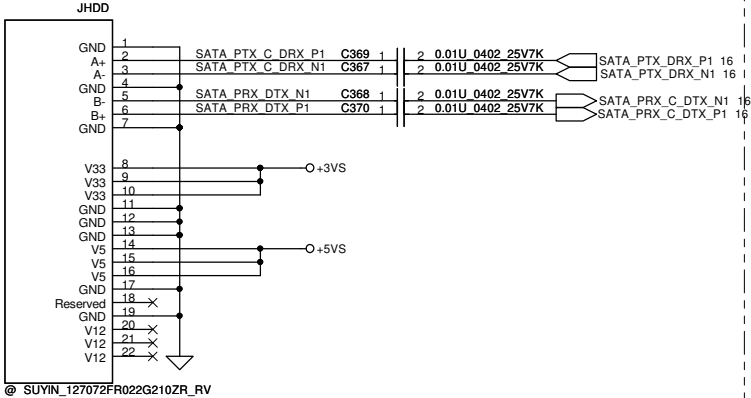 JHDD
GND 1
A+ 2 SATA_PTX_C_DRX_P1 C369 1 2 0.01U_0402_25V7K SATA_PTX_DRX_P1 16
A- 3 SATA_PTX_C_DRX_N1 C367 1 2 0.01U_0402_25V7K SATA_PTX_DRX_N1 16
GND 4
B- 5 SATA_PRX_DTX_N1 C368 1 2 0.01U_0402_25V7K SATA_PRX_C_DTX_N1 16
B+ 6 SATA_PRX_DTX_P1 C370 1 2 0.01U_0402_25V7K SATA_PRX_C_DTX_P1 16
GND 7
V33 8 +3VS
V33 9
V33 10
GND 11
GND 12
GND 13
V5 14 +5VS
V5 15
V5 16
GND 17
Reserved 18
GND 19
V12 20
V12 21
V12 22
@ SUYIN_127072FR022G210ZR_RV